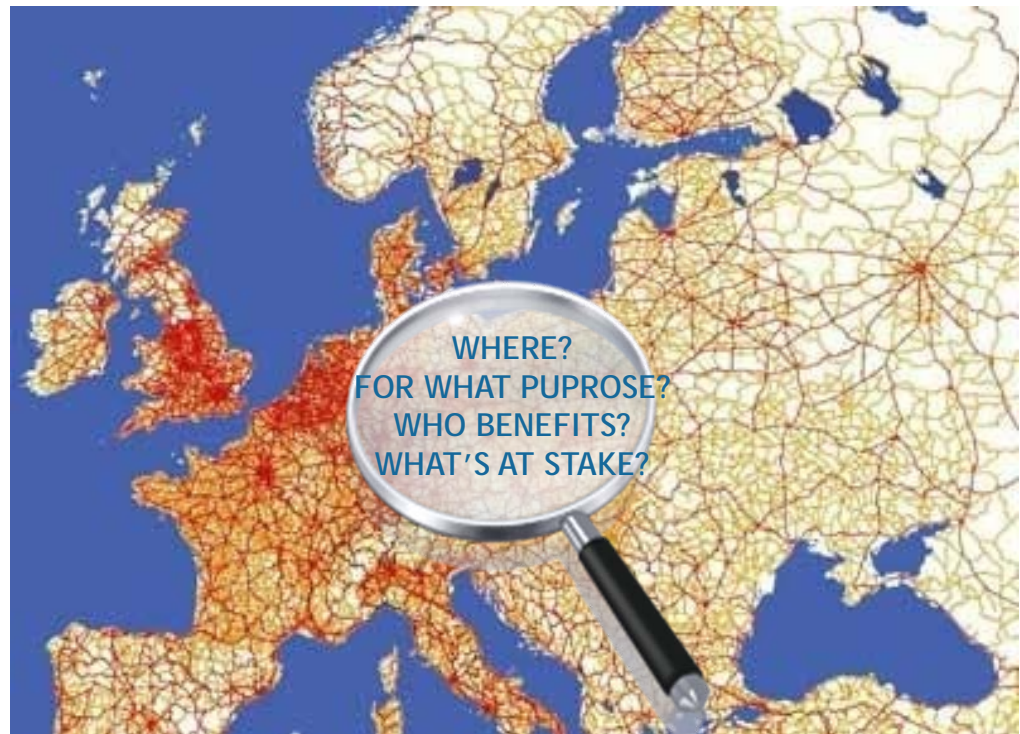 WHERE?
FOR WHAT PUPROSE?
WHO BENEFITS?
WHAT'S AT STAKE?